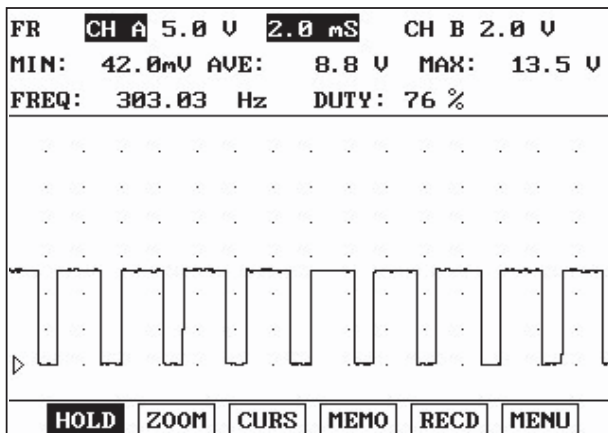 FR CH A 5.0 V 2.0 mS CH B 2.0 V
MIN: 42.0mV AVE: 8.8 V MAX: 13.5 V
FREQ: 303.03 Hz DUTY: 76 %
HOLD ZOOM CURS MEMO RECD MENU